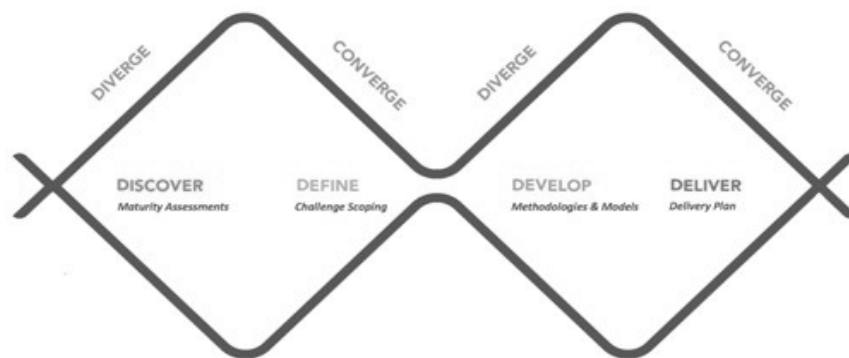 DIVERGE
CONVERGE
DIVERGE
CONVERGE
DISCOVER
Maturity Assessments
DEFINE
Challenge Scoping
DEVELOP
Methodologies & Models
DELIVER
Delivery Plan